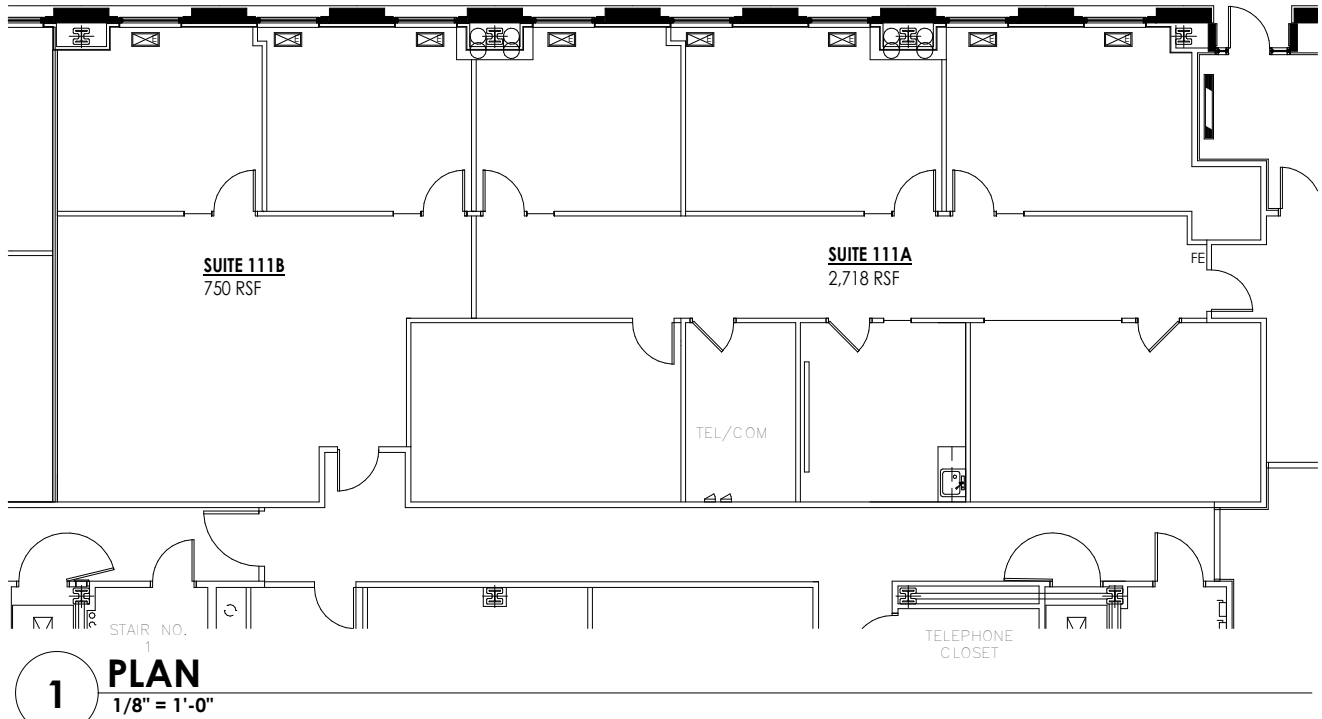 SUITE 111B
750 RSF
SUITE 111A
2,718 RSF
FE
TEL/COM
STAIR NO.
1
TELEPHONE
CLOSET
1
PLAN
1/8" = 1'-0"